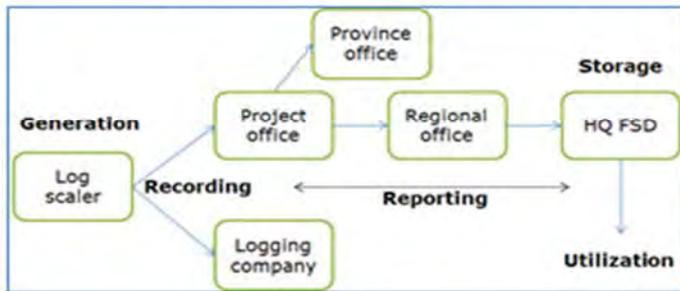 Province
office
Storage
Generation
Project
office
Regional
office
HQ FSD
Log
scaler
Recording
Reporting
Logging
company
Utilization